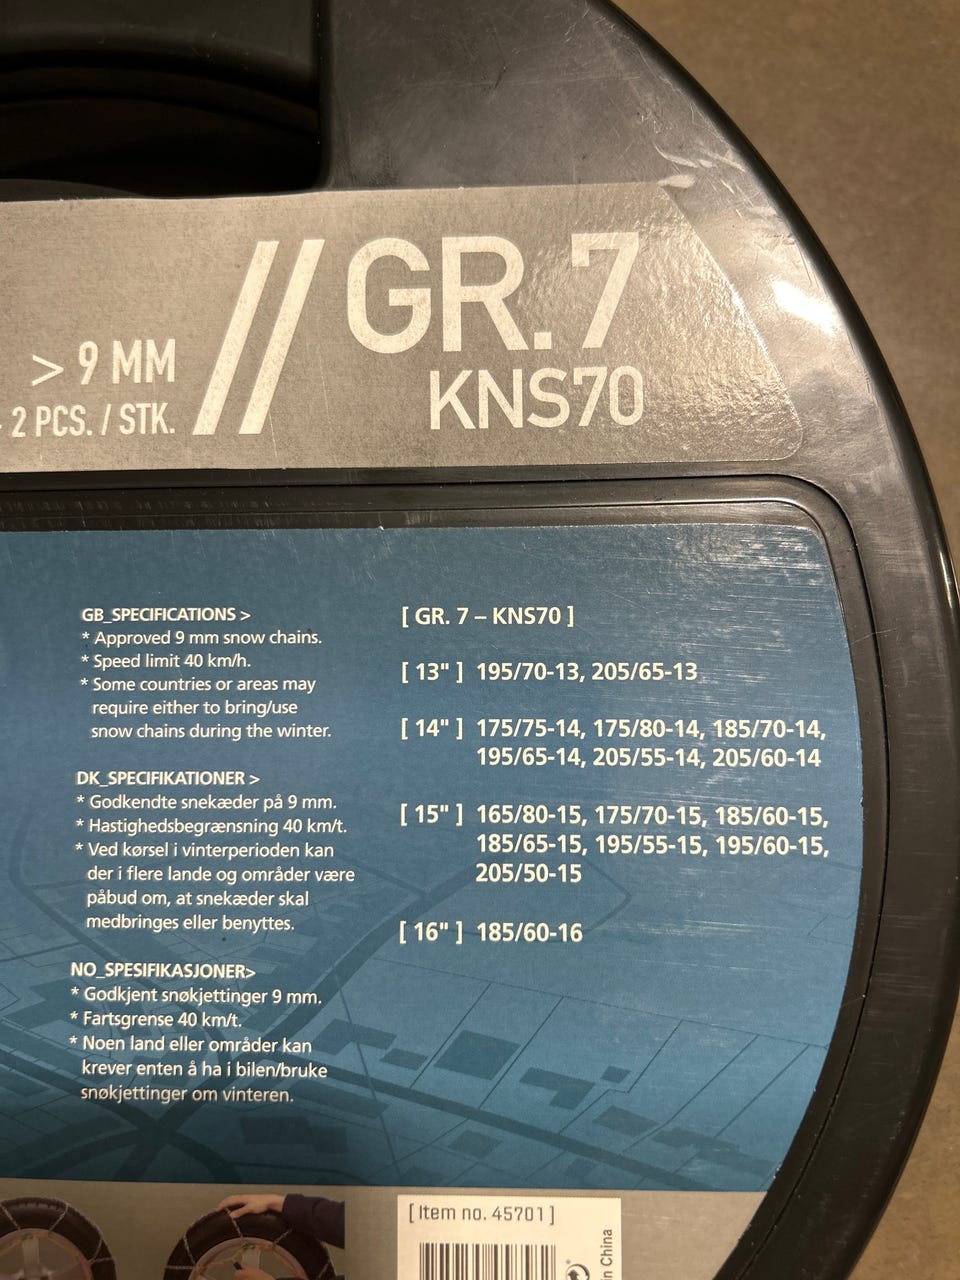 // GR. 7
> 9 MM
KNS70
2 PCS. / STK.
GB_SPECIFICATIONS >
* Approved 9 mm snow chains.
* Speed limit 40 km/h.
* Some countries or areas may
require either to bring/use
snow chains during the winter.
DK_SPECIFIKATIONER >
* Godkendte snekæder på 9 mm.
* Hastighedsbegrænsning 40 km/t.
* Ved kørsel i vinterperioden kan
der i flere lande og områder være
påbud om, at snekæder skal
medbringes eller benyttes.
NO_SPESIFIKASJONER>
* Godkjent snøkjettinger 9 mm.
* Fartsgrense 40 km/t.
* Noen land eller områder kan
krever enten å ha i bilen/bruke
snøkjettinger om vinteren.
[ GR. 7 – KNS70 ]
[ 13" ] 195/70-13, 205/65-13
[ 14" ] 175/75-14, 175/80-14, 185/70-14,
195/65-14, 205/55-14, 205/60-14
[ 15" ] 165/80-15, 175/70-15, 185/60-15,
185/65-15, 195/55-15, 195/60-15,
205/50-15
[ 16" ] 185/60-16
[ Item no. 45701 ]
in China